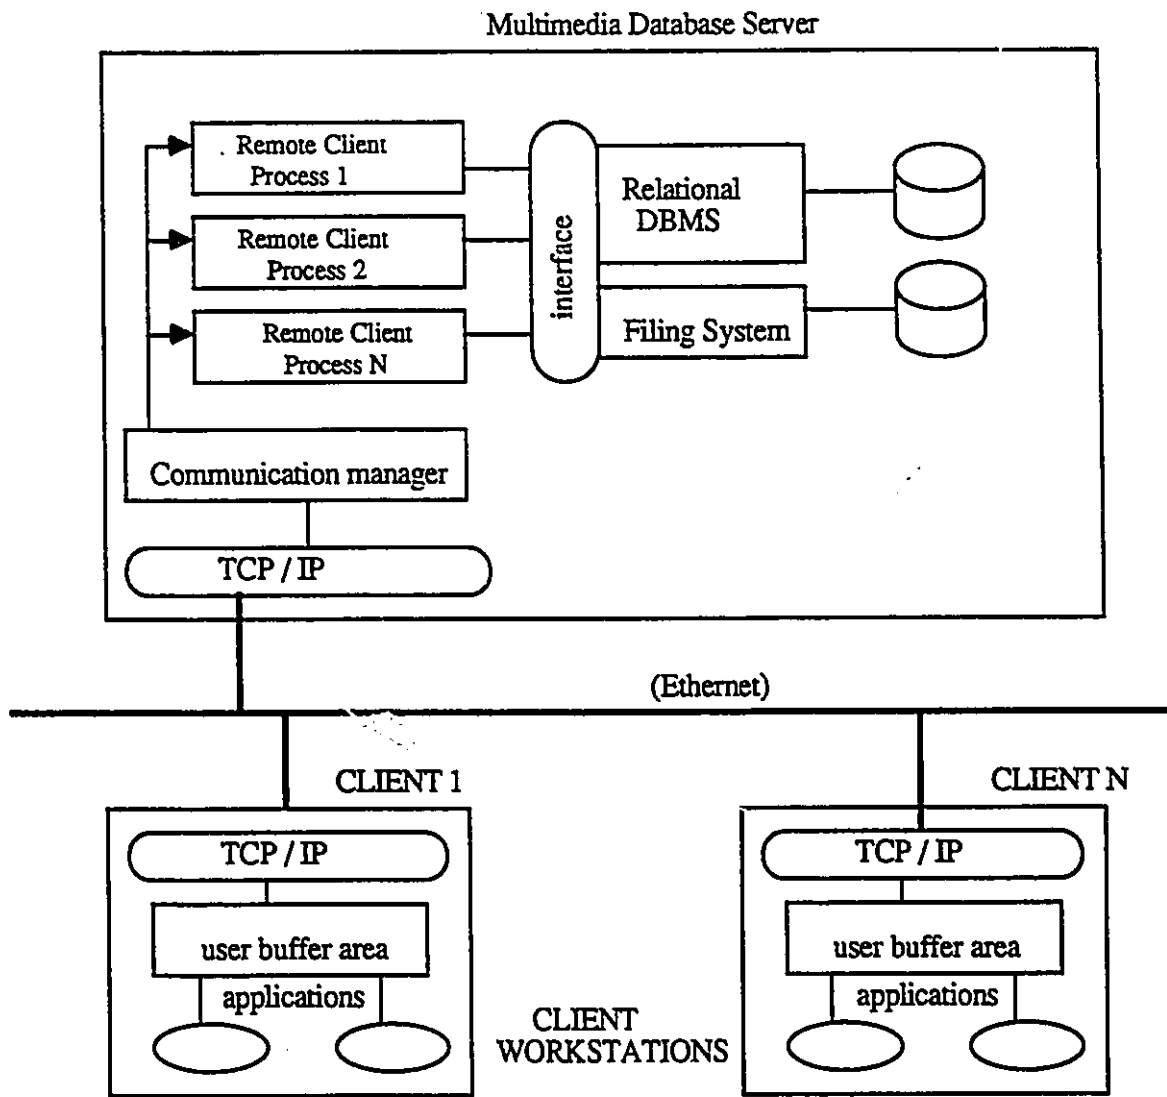 Multimedia Database Server
Remote Client
Process 1
Remote Client
Process 2
Remote Client
Process N
interface
Relational
DBMS
Filing System
Communication manager
TCP / IP
(Ethernet)
CLIENT 1
CLIENT N
TCP / IP
user buffer area
applications
TCP / IP
user buffer area
applications
CLIENT
WORKSTATIONS